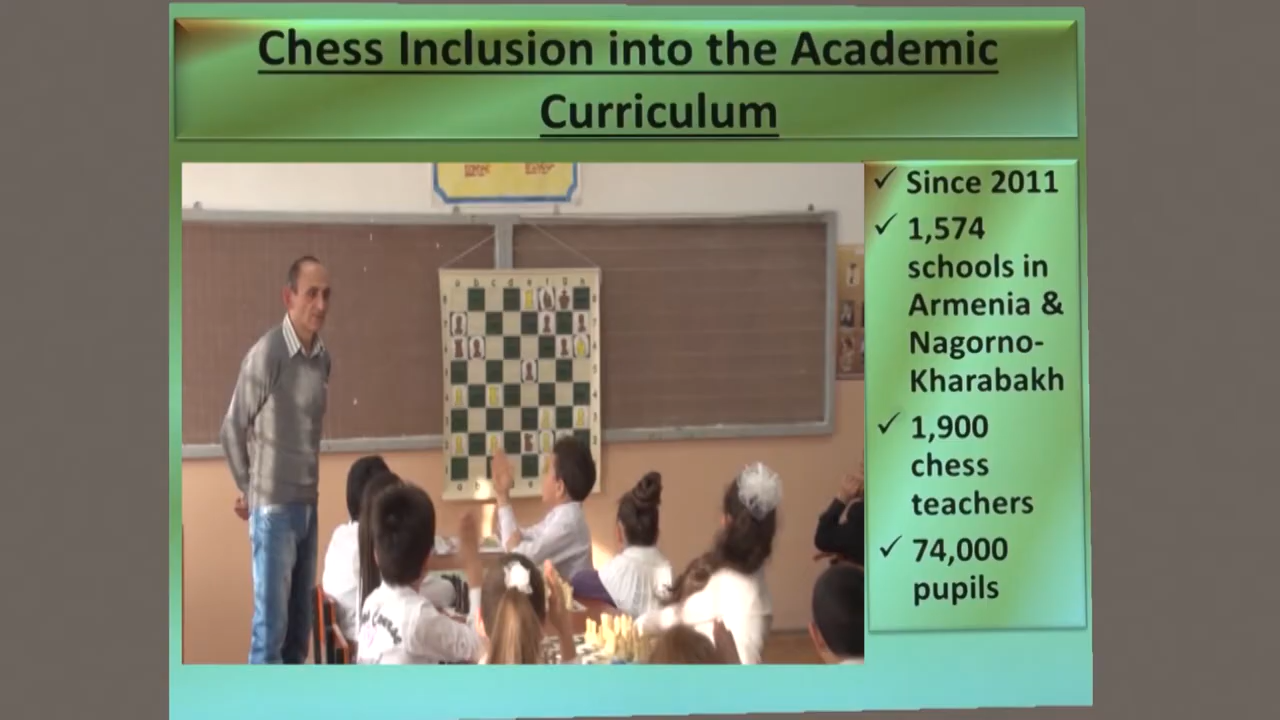 Chess Inclusion into the Academic
Curriculum
✓ Since 2011
✓ 1,574
schools in
Armenia &
Nagorno-
Kharabakh
✓ 1,900
chess
teachers
✓ 74,000
pupils